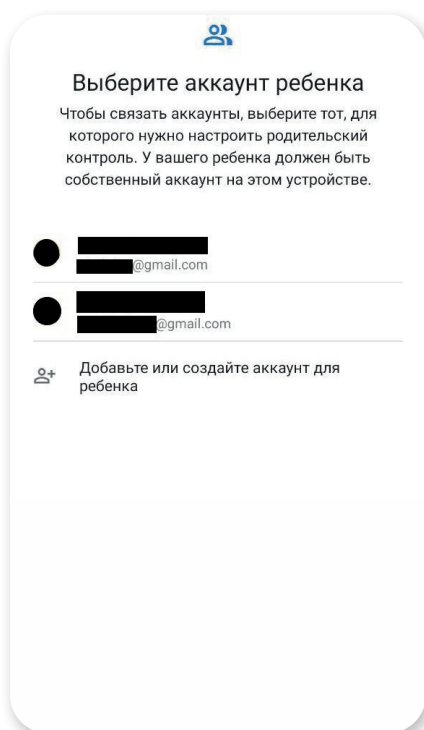 Выберите аккаунт ребенка
Чтобы связать аккаунты, выберите тот, для
которого нужно настроить родительский
контроль. У вашего ребенка должен быть
собственный аккаунт на этом устройстве.
@gmail.com
@gmail.com
Добавьте или создайте аккаунт для
ребенка